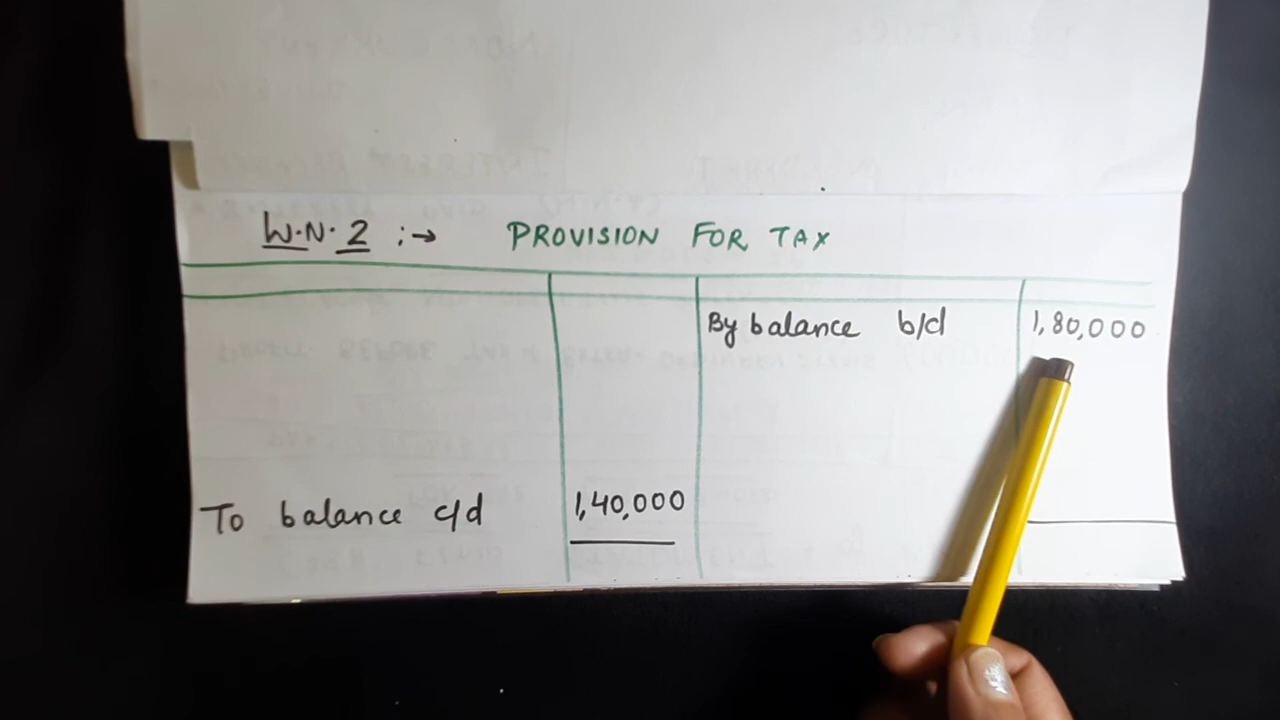 W.N. 2 :→ PROVISION FOR TAX
By balance b/d 1,80,000
To balance c/d 1,40,000